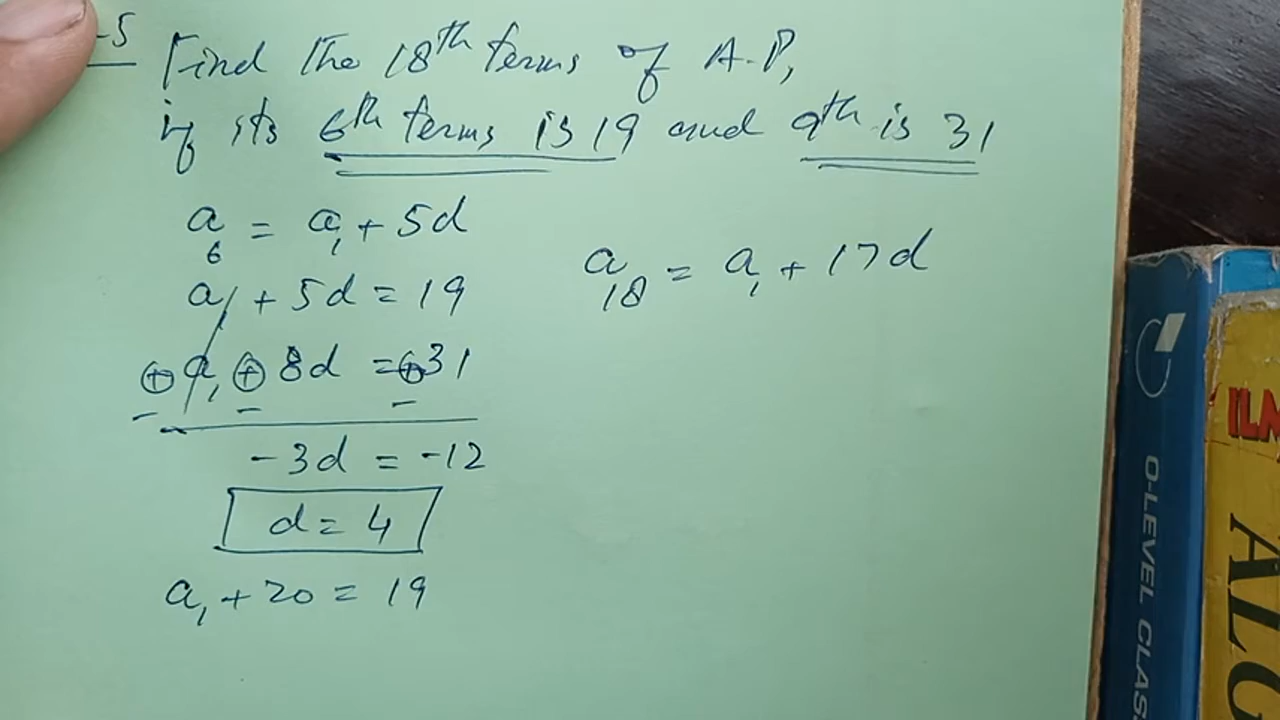 -5
Find The 18th terms of A.P,
if its 6th terms is 19 and 9th is 31
a6 = a1 + 5d
a1 + 5d = 19
⊕ a1 ⊕ 8d = ⊕31
- - -
-3d = -12
d = 4
a1 + 20 = 19
a18 = a1 + 17d
O-LEVEL CLAS
ILM
ALG